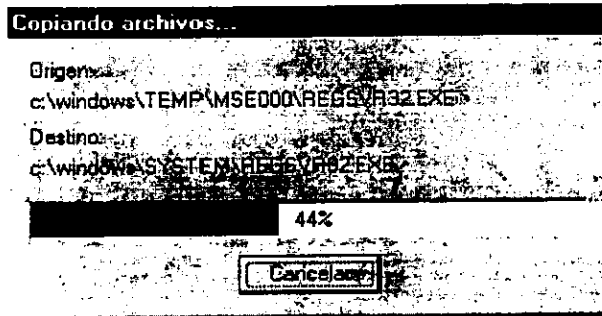 Copiando archivos...
Origen:
c:\windows\TEMP\MSE000\REGSVR32.EXE
Destino:
c:\windows\SYSTEM\REGSVR32.EXE
44%
Cancelar